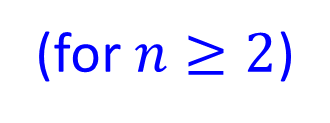 (for n ≥ 2)